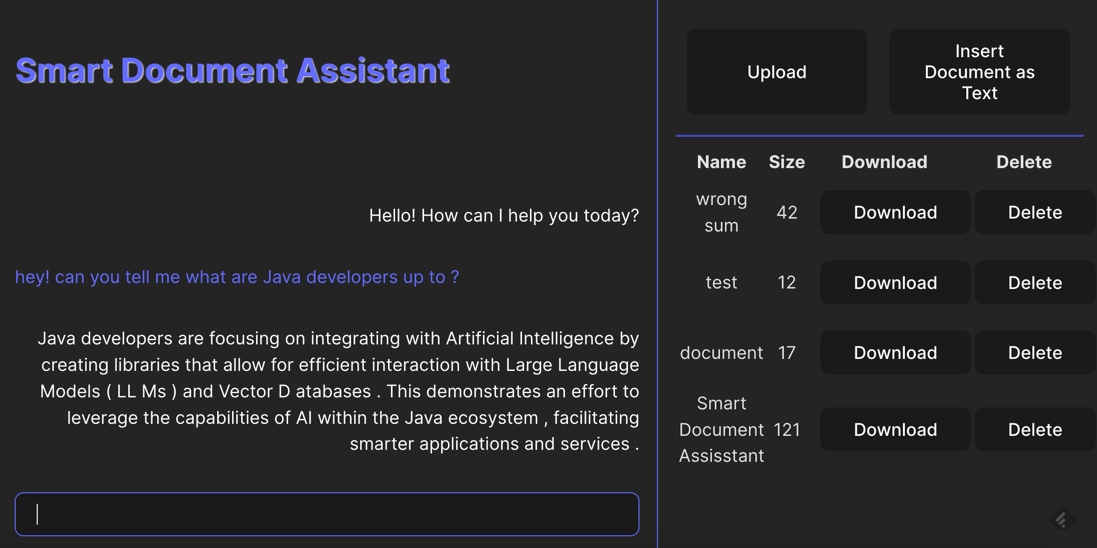 Smart Document Assistant
Hello! How can I help you today?
hey! can you tell me what are Java developers up to ?
Java developers are focusing on integrating with Artificial Intelligence by
creating libraries that allow for efficient interaction with Large Language
Models ( LL Ms ) and Vector D atabases . This demonstrates an effort to
leverage the capabilities of AI within the Java ecosystem , facilitating
smarter applications and services .
Upload
Insert
Document as
Text
Name Size Download Delete
wrong
sum
42 Download Delete
test 12 Download Delete
document 17 Download Delete
Smart
Document
Assisstant
121 Download Delete